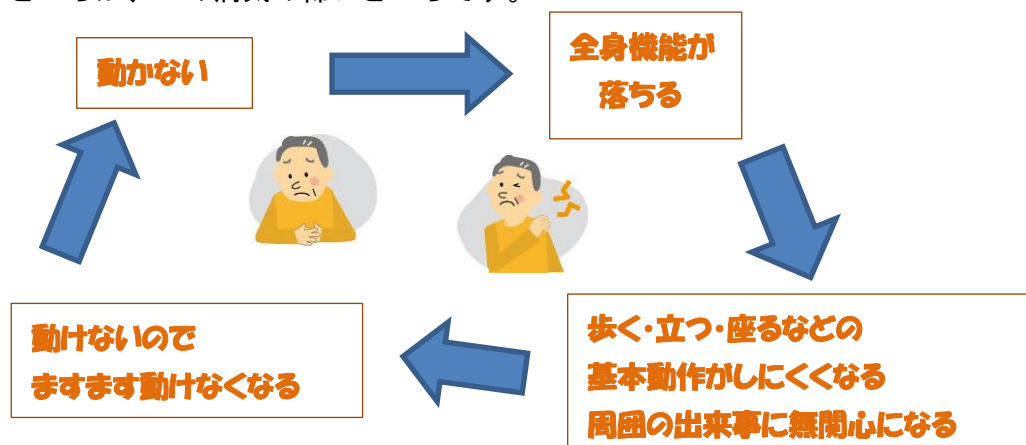 動かない
全身機能が
落ちる
歩く・立つ・座るなどの
基本動作がしにくくなる
周囲の出来事に無関心になる
動けないので
ますます動けなくなる